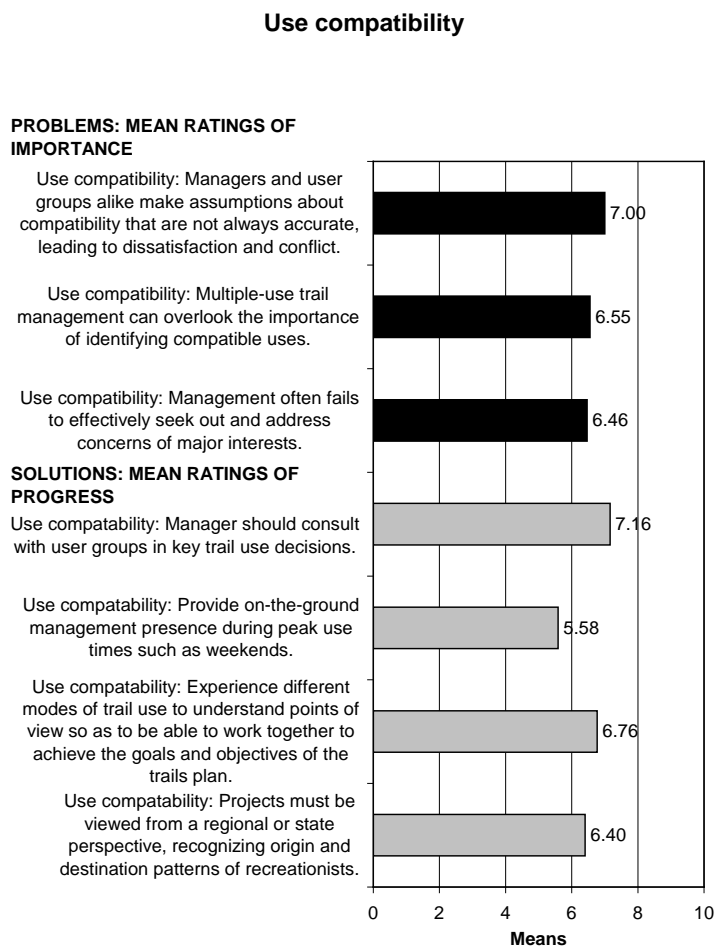 Use compatibility
PROBLEMS: MEAN RATINGS OF
IMPORTANCE
Use compatibility: Managers and user
groups alike make assumptions about
compatibility that are not always accurate,
leading to dissatisfaction and conflict.
7.00
Use compatibility: Multiple-use trail
management can overlook the importance
of identifying compatible uses.
6.55
Use compatibility: Management often fails
to effectively seek out and address
concerns of major interests.
6.46
SOLUTIONS: MEAN RATINGS OF
PROGRESS
Use compatability: Manager should consult
with user groups in key trail use decisions.
7.16
Use compatability: Provide on-the-ground
management presence during peak use
times such as weekends.
5.58
Use compatability: Experience different
modes of trail use to understand points of
view so as to be able to work together to
achieve the goals and objectives of the
trails plan.
6.76
Use compatability: Projects must be
viewed from a regional or state
perspective, recognizing origin and
destination patterns of recreationists.
6.40
0 2 4 6 8 10
Means